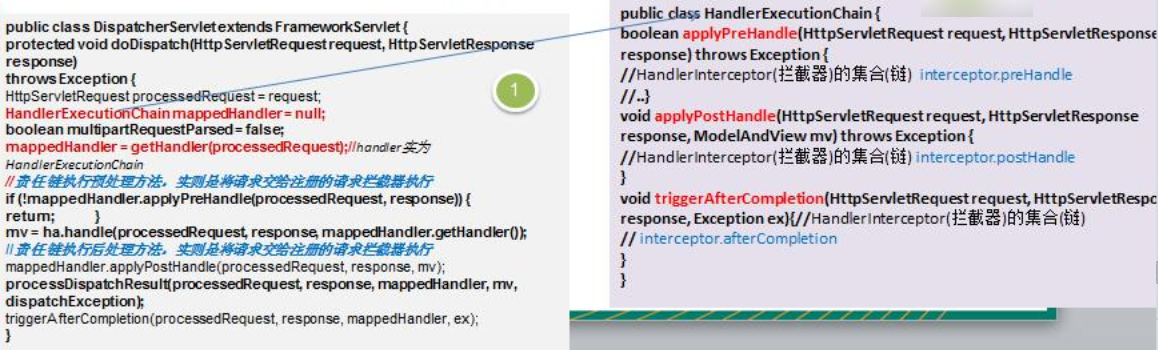 public class DispatcherServlet extends FrameworkServlet {
protected void doDispatch(HttpServletRequest request, HttpServletResponse
response)
throws Exception {
HttpServletRequest processedRequest = request;
HandlerExecutionChain mappedHandler = null;
boolean multipartRequestParsed = false;
mappedHandler = getHandler(processedRequest);//handler实为
HandlerExecutionChain
//责任链执行预处理方法，实则是将请求交给注册的请求拦截器执行
if (!mappedHandler.applyPreHandle(processedRequest, response)) {
return; }
mv = ha.handle(processedRequest, response, mappedHandler.getHandler());
//责任链执行后处理方法，实则是将请求交给注册的请求拦截器执行
mappedHandler.applyPostHandle(processedRequest, response, mv);
processDispatchResult(processedRequest, response, mappedHandler, mv,
dispatchException);
triggerAfterCompletion(processedRequest, response, mappedHandler, ex);
}
1
public class HandlerExecutionChain {
boolean applyPreHandle(HttpServletRequest request, HttpServletResponse
response) throws Exception {
//HandlerInterceptor(拦截器)的集合(链) interceptor.preHandle
//..}
void applyPostHandle(HttpServletRequest request, HttpServletResponse
response, ModelAndView mv) throws Exception {
//HandlerInterceptor(拦截器)的集合(链) interceptor.postHandle
}
void triggerAfterCompletion(HttpServletRequest request, HttpServletRespo
response, Exception ex){//HandlerInterceptor(拦截器)的集合(链)
// interceptor.afterCompletion
}
}